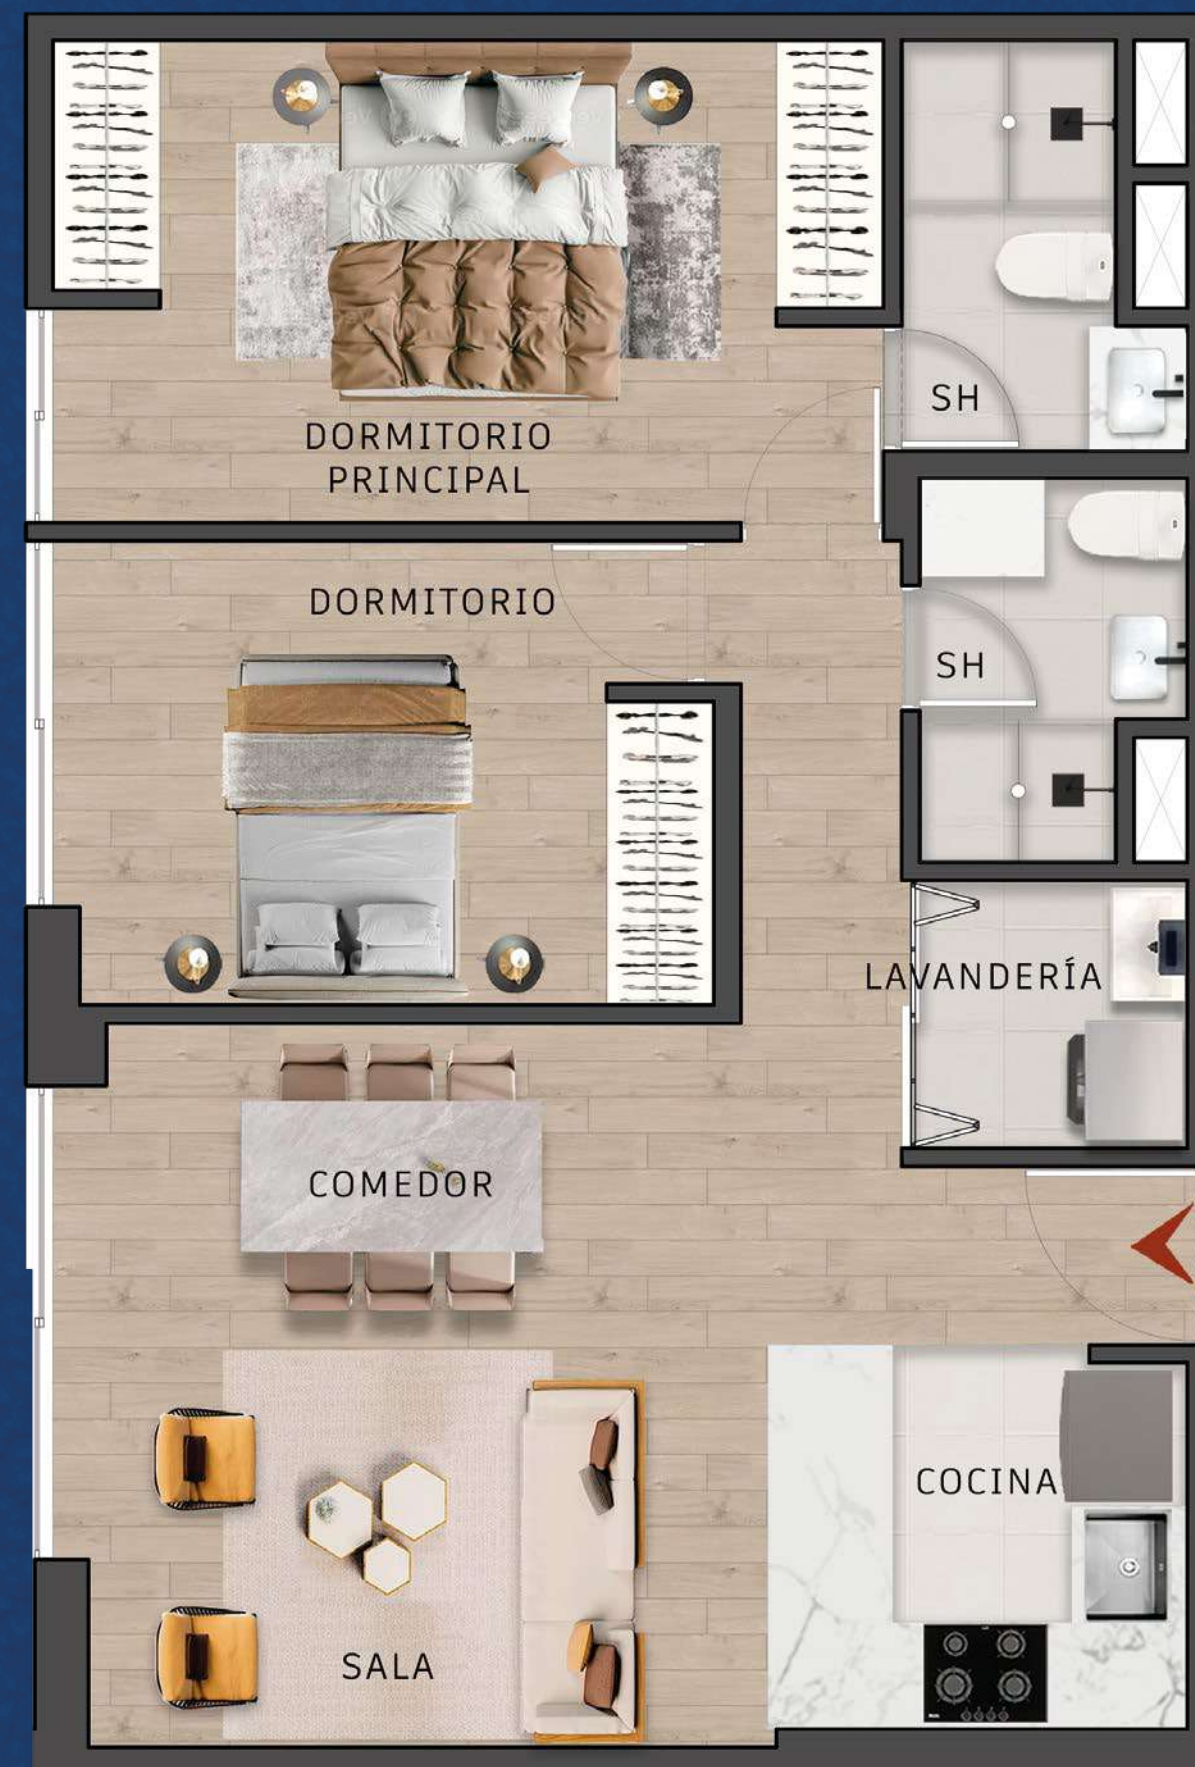 SH
DORMITORIO
PRINCIPAL
DORMITORIO
SH
LAVANDERÍA
COMEDOR
COCINA
SALA